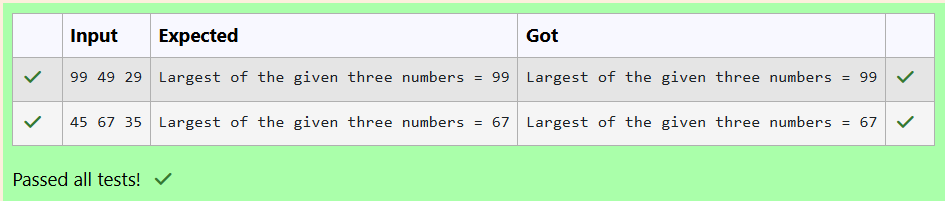 Input Expected Got
99 49 29 Largest of the given three numbers = 99 Largest of the given three numbers = 99
45 67 35 Largest of the given three numbers = 67 Largest of the given three numbers = 67
Passed all tests!